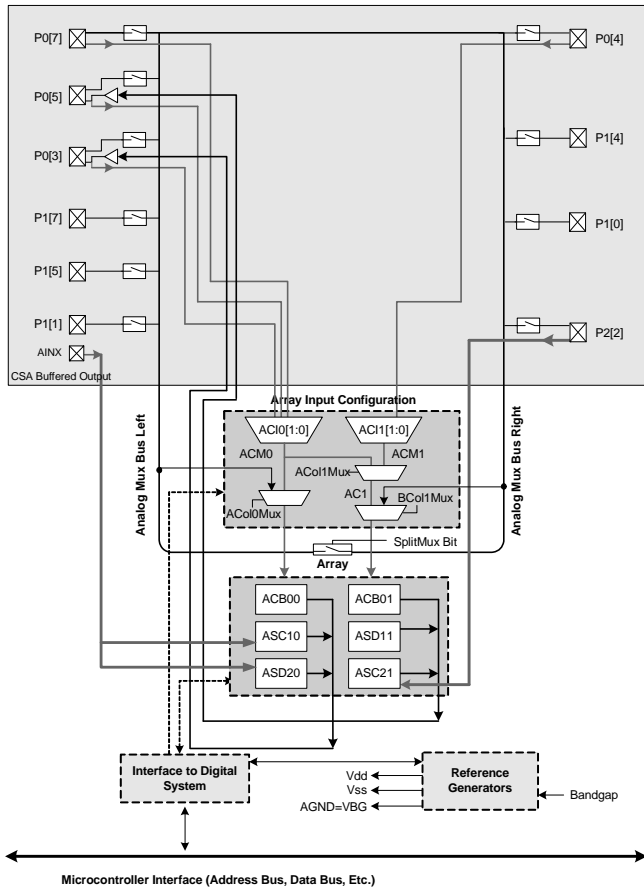 P0[7]
P0[4]
P0[5]
P0[3]
P1[4]
P1[7]
P1[0]
P1[5]
P1[1]
P2[2]
AINX
CSA Buffered Output
Array Input Configuration
ACI0[1:0]
ACI1[1:0]
ACM0
ACM1
ACol1Mux
AC1
BCol1Mux
ACol0Mux
Analog Mux Bus Left
Analog Mux Bus Right
SplitMux Bit
Array
ACB00
ACB01
ASC10
ASD11
ASD20
ASC21
Interface to Digital
System
Vdd
Vss
AGND=VBG
Reference
Generators
Bandgap
Microcontroller Interface (Address Bus, Data Bus, Etc.)